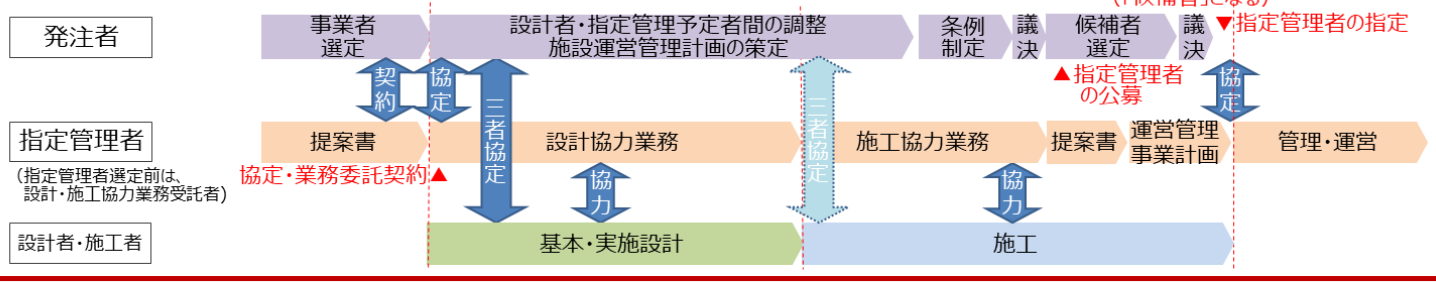 (「候補者」となる)
発注者
事業者
選定
設計者・指定管理予定者間の調整
施設運営管理計画の策定
条例
制定
議
決
候補者
選定
議
決
▼指定管理者の指定
▲指定管理者
の公募
契約
協定
三者協定
三者協定
協定
指定管理者
(指定管理者選定前は、
設計・施工協力業務受託者)
提案書
設計協力業務
施工協力業務
提案書
運営管理
事業計画
管理・運営
協定・業務委託契約▲
協力
協力
設計者・施工者
基本・実施設計
施工